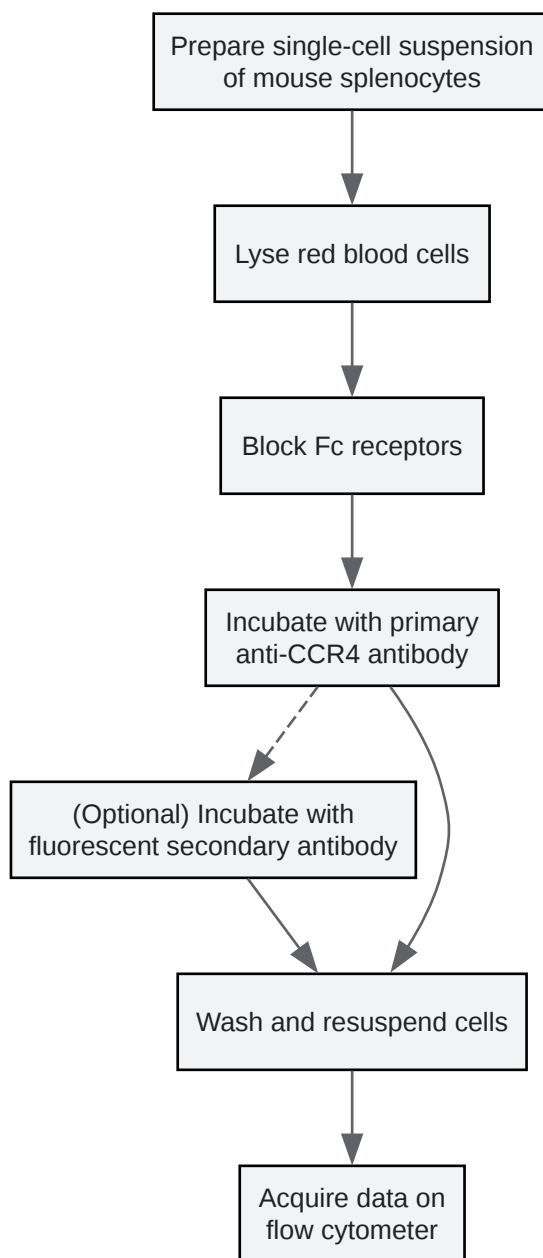 Prepare single-cell suspension
of mouse splenocytes
Lyse red blood cells
Block Fc receptors
Incubate with primary
anti-CCR4 antibody
(Optional) Incubate with
fluorescent secondary antibody
Wash and resuspend cells
Acquire data on
flow cytometer